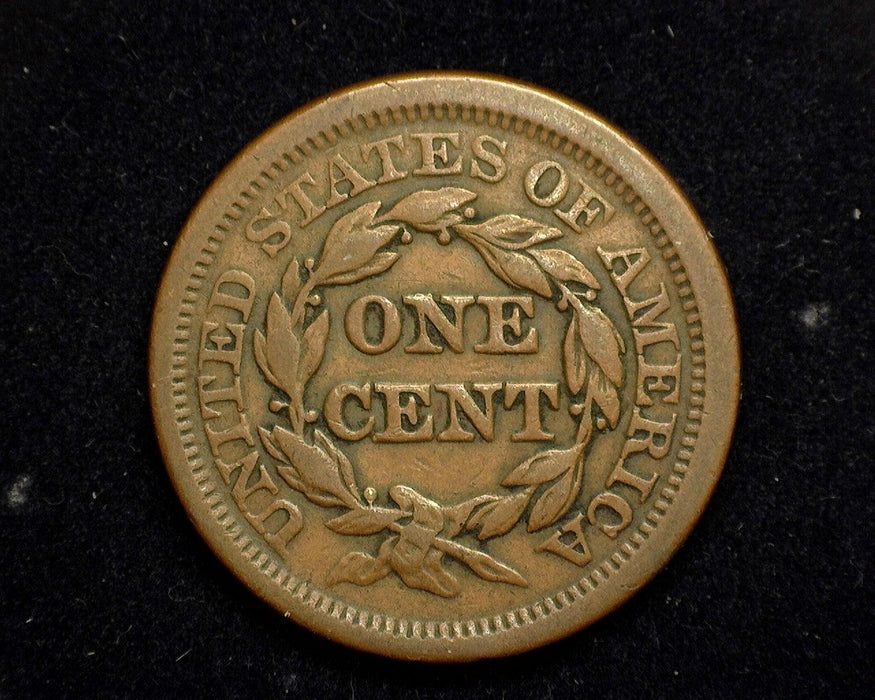 UNITED STATES OF AMERICA
ONE
CENT